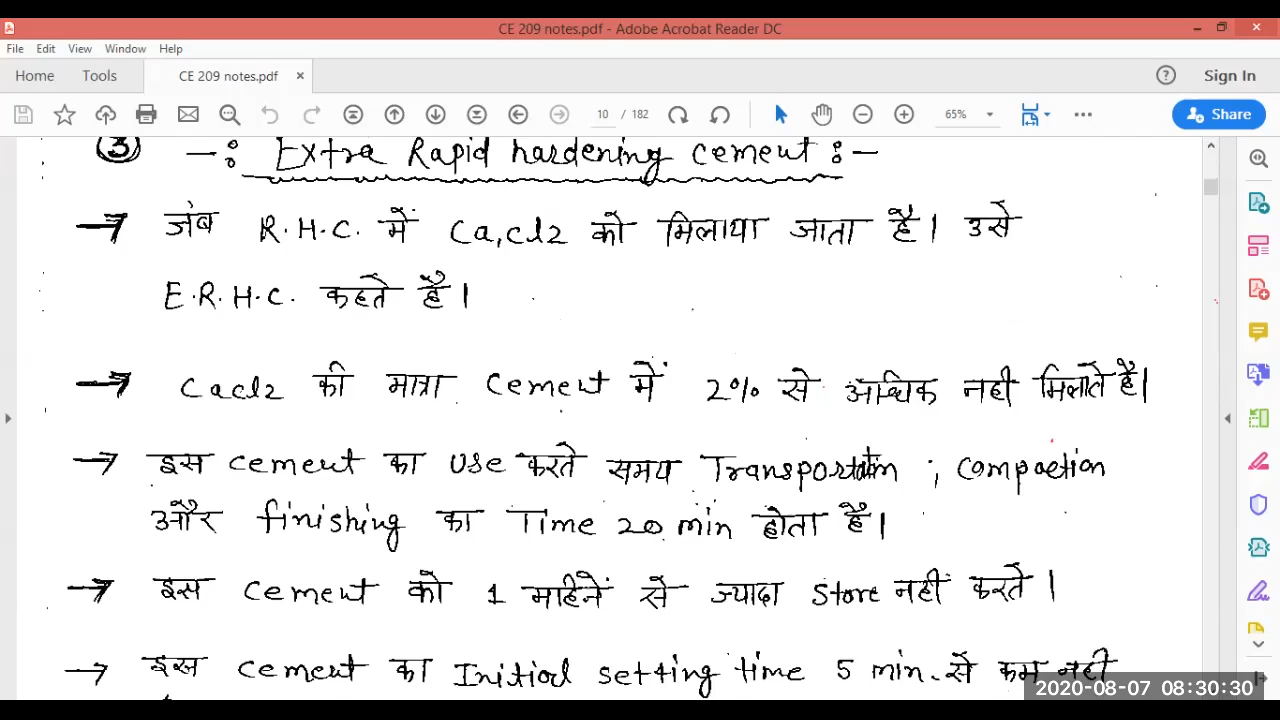 CE 209 notes.pdf - Adobe Acrobat Reader DC
File Edit View Window Help
Home Tools CE 209 notes.pdf × Sign In
10 / 182 65% Share
③ —: Extra Rapid hardening cement :—
→ जब R.H.C. में Ca,Cl2 को मिलाया जाता है। उसे
E.R.H.C. कहते है।
→ Cacl2 की मात्रा Cement में 2% से अधिक नही मिलाते है।
→ इस Cement का Use करते समय Transportatin ; Compaction
और finishing का Time 20 min होता है।
→ इस Cement को 1 महिनें से ज्यादा Store नहीं करते।
→ इस Cement का Initial setting time 5 min. से कम नही
2020-08-07 08:30:30